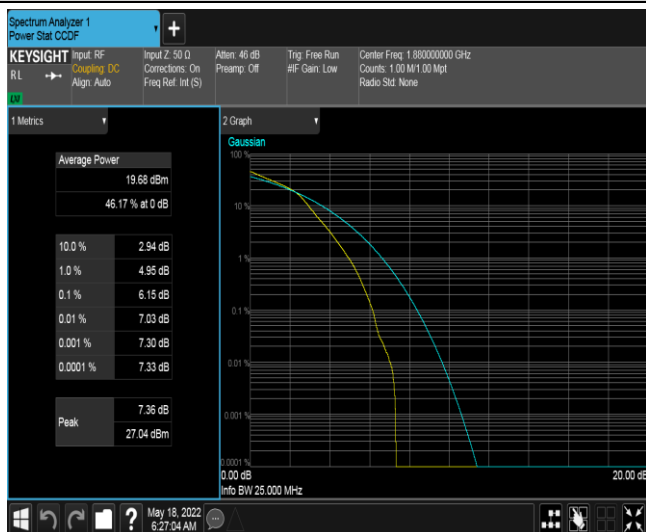 Spectrum Analyzer 1
Power Stat CCDF
+
KEYSIGHT
RL
Input: RF
Coupling: DC
Align: Auto
Input Z: 50 Ω
Corrections: On
Freq Ref: Int (S)
Atten: 46 dB
Preamp: Off
Trig: Free Run
#IF Gain: Low
Center Freq: 1.880000000 GHz
Counts: 1.00 M/1.00 Mpt
Radio Std: None
1 Metrics
Average Power
19.68 dBm
46.17 % at 0 dB
10.0 % 2.94 dB
1.0 % 4.95 dB
0.1 % 6.15 dB
0.01 % 7.03 dB
0.001 % 7.30 dB
0.0001 % 7.33 dB
Peak
7.36 dB
27.04 dBm
2 Graph
Gaussian
100 %
10 %
1 %
0.1 %
0.01 %
0.001 %
0.0001 %
0.00 dB
20.00 dB
Info BW 25.000 MHz
?
May 18, 2022
6:27:04 AM